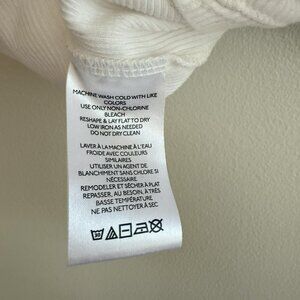 MACHINE WASH COLD WITH LIKE
COLORS
USE ONLY NON-CHLORINE
BLEACH
RESHAPE & LAY FLAT TO DRY
LOW IRON AS NEEDED
DO NOT DRY CLEAN
LAVER À LA MACHINE À L'EAU
FROIDE AVEC COULEURS
SIMILAIRES
UTILISER UN AGENT DE
BLANCHIMENT SANS CHLORE SI
NÉCESSAIRE
REMODELER ET SÉCHER À PLAT
REPASSER, AU BESOIN, À TRÈS
BASSE TEMPÉRATURE
NE PAS NETTOYER À SEC
30